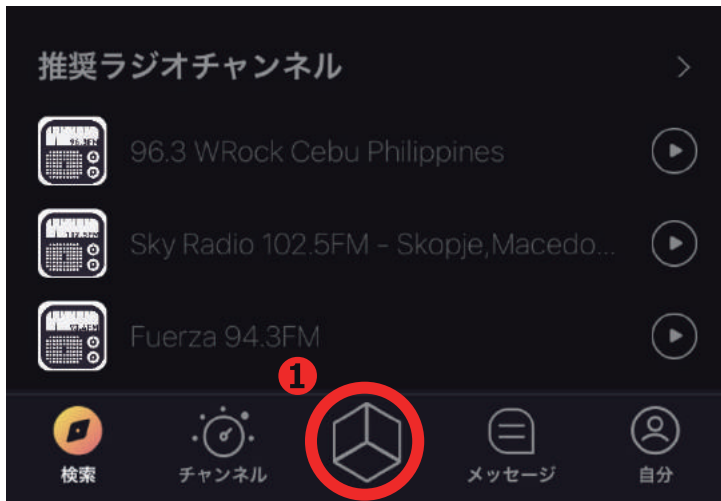 推奨ラジオチャンネル
96.3 WRock Cebu Philippines
Sky Radio 102.5FM – Skopje,Macedo...
Fuerza 94.3FM
1
検索
チャンネル
メッセージ
自分